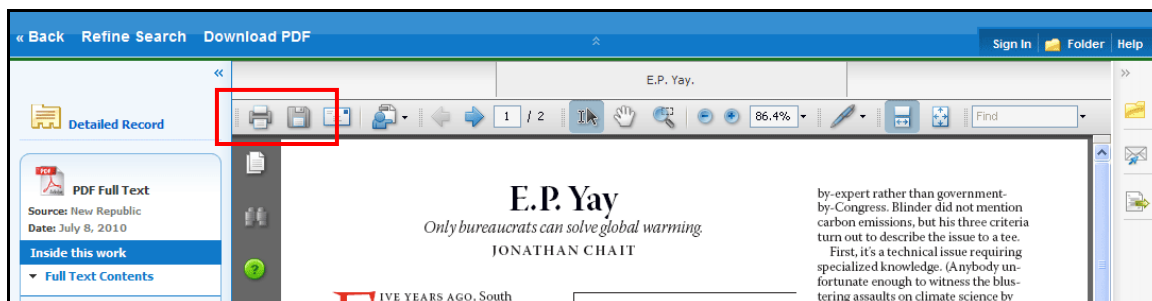 « Back Refine Search Download PDF
Sign In Folder Help
«
E.P. Yay.
»
Detailed Record
1 / 2
86.4%
Find
PDF
PDF Full Text
Source: New Republic
Date: July 8, 2010
Inside this work
Full Text Contents
E.P. Yay
Only bureaucrats can solve global warming.
JONATHAN CHAIT
FIVE YEARS AGO, South
by-expert rather than government-
by-Congress. Blinder did not mention
carbon emissions, but his three criteria
turn out to describe the issue to a tee.
First, it's a technical issue requiring
specialized knowledge. (Anybody un-
fortunate enough to witness the blus-
tering assaults on climate science by